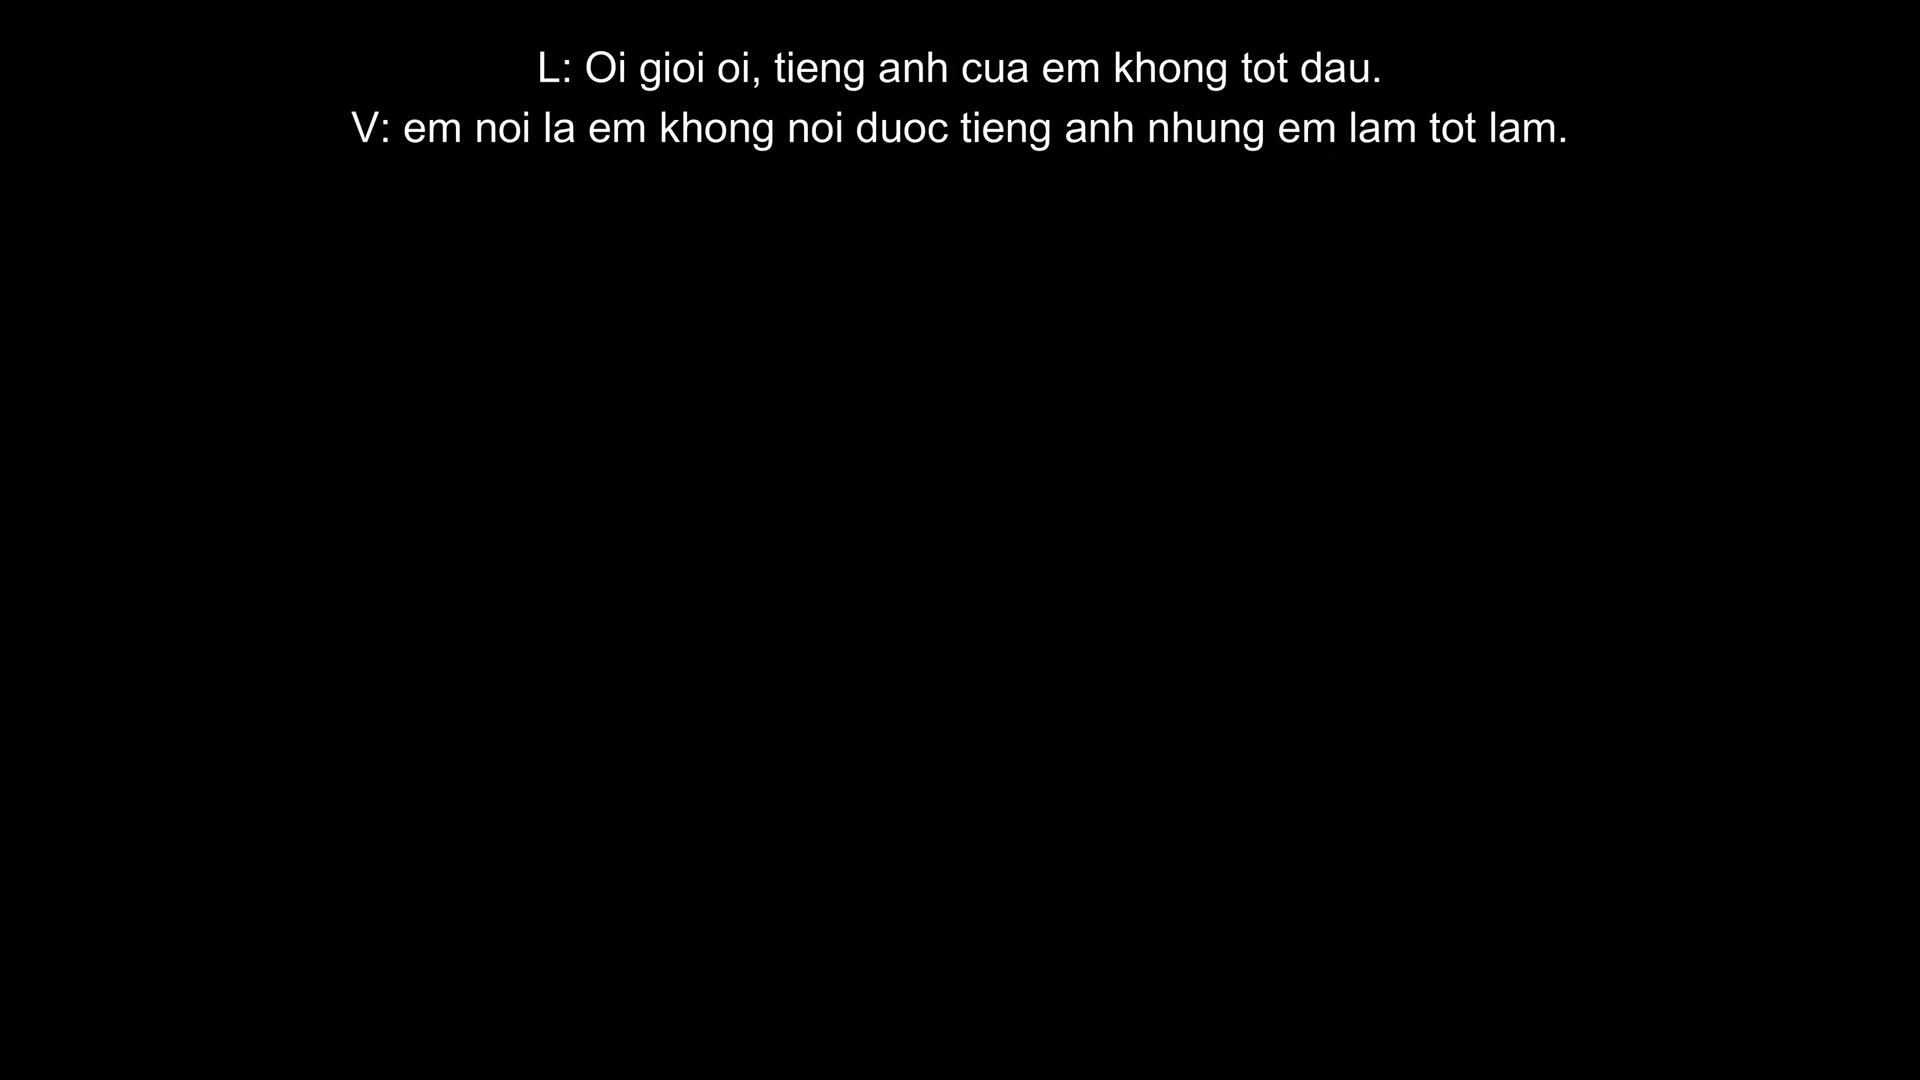 L: Oi gioi oi, tieng anh cua em khong tot dau.
V: em noi la em khong noi duoc tieng anh nhung em lam tot lam.